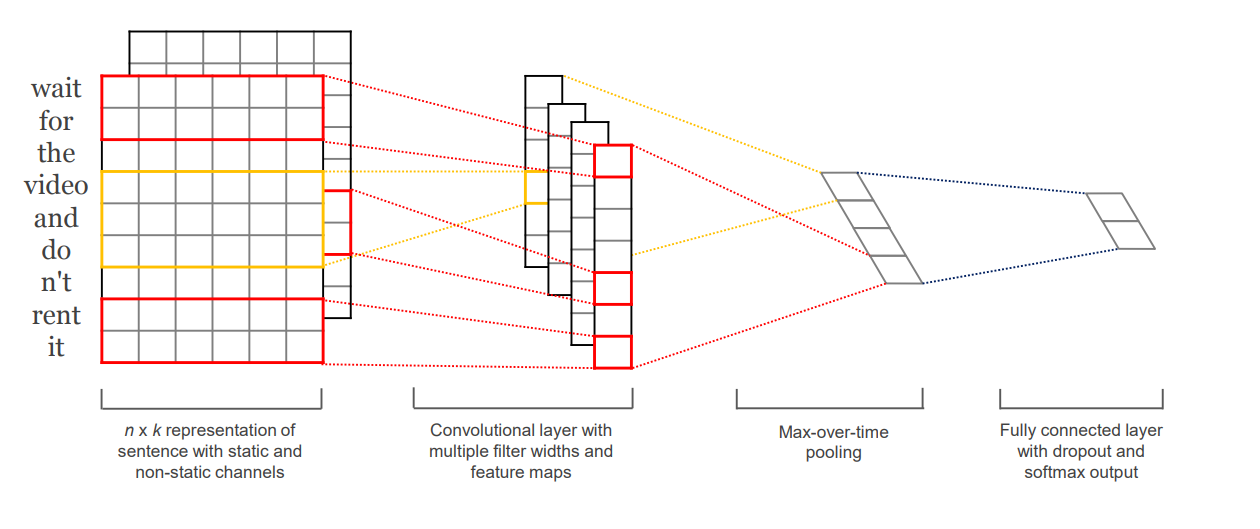 wait
for
the
video
and
do
n't
rent
it
n x k representation of
sentence with static and
non-static channels
Convolutional layer with
multiple filter widths and
feature maps
Max-over-time
pooling
Fully connected layer
with dropout and
softmax output